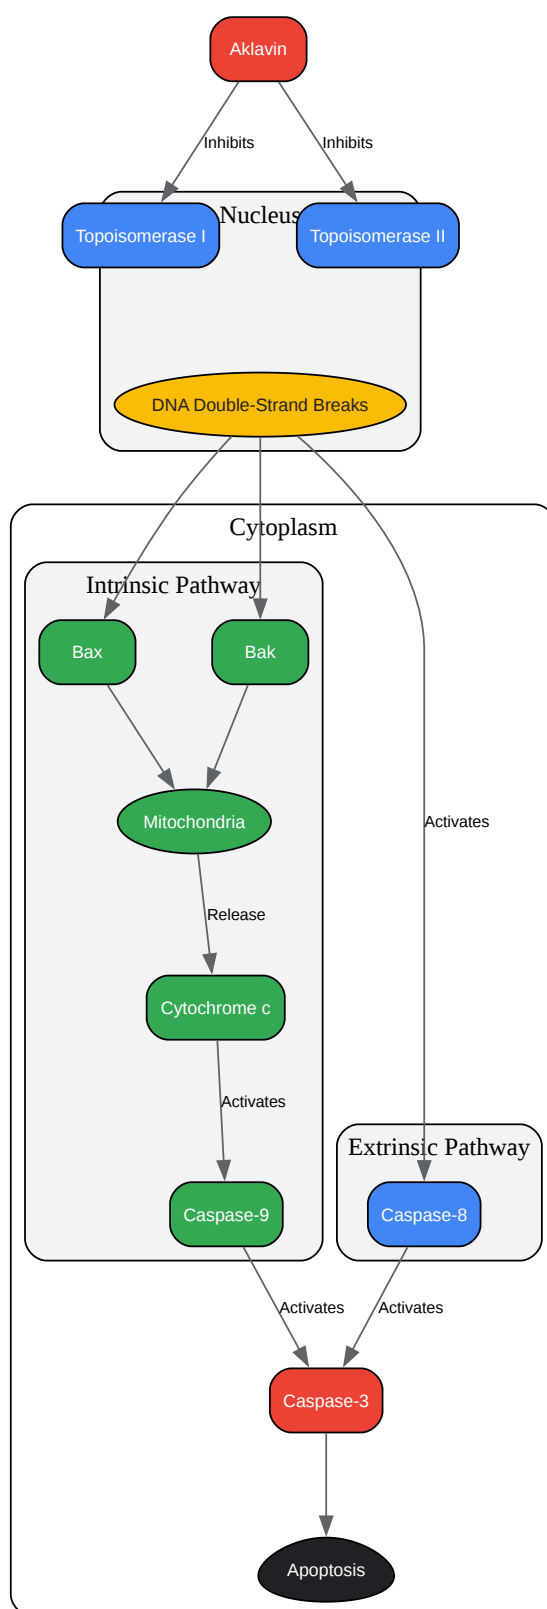 Aklavin
Inhibits
Inhibits
Nucleus
Topoisomerase I
Topoisomerase II
DNA Double-Strand Breaks
Cytoplasm
Intrinsic Pathway
Bax
Bak
Mitochondria
Activates
Release
Cytochrome c
Activates
Extrinsic Pathway
Caspase-9
Caspase-8
Activates
Activates
Caspase-3
Apoptosis